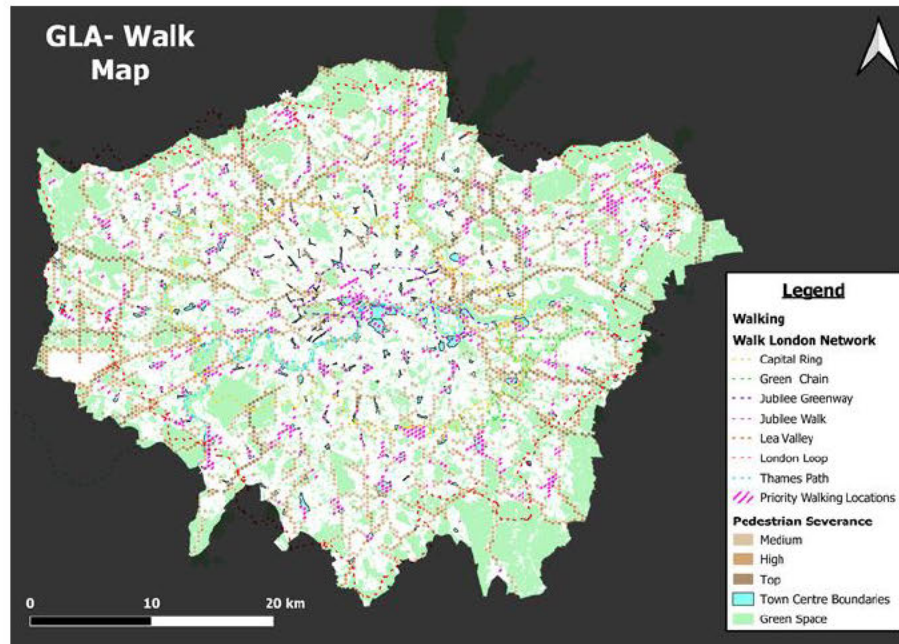 GLA- Walk
Map
Legend
Walking
Walk London Network
Capital Ring
Green Chain
Jubilee Greenway
Jubilee Walk
Lea Valley
London Loop
Thames Path
Priority Walking Locations
Pedestrian Severance
Medium
High
Top
Town Centre Boundaries
Green Space
0 10 20 km